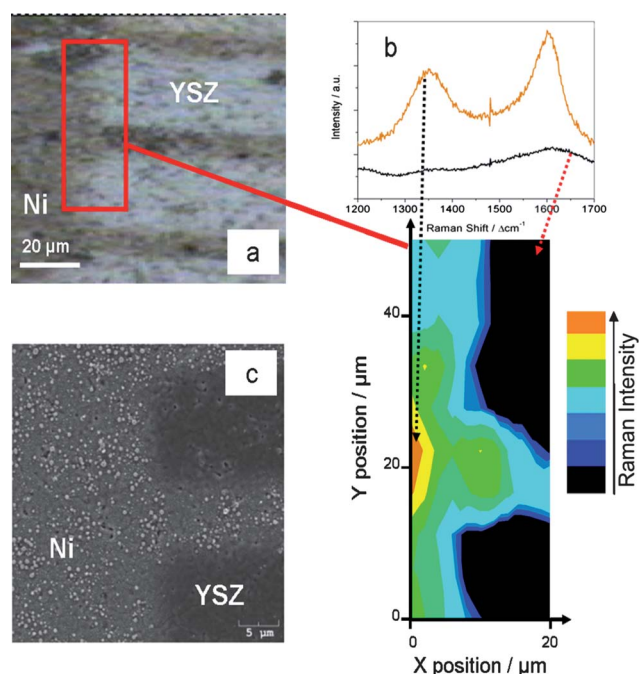 YSZ
Ni
20 µm
a
b
Intensity / a.u.
1200 1300 1400 1500 1600 1700
Raman Shift / Δcm⁻¹
Y position / µm
40
20
0
0 20
X position / µm
Raman Intensity
c
Ni
YSZ
5 µm